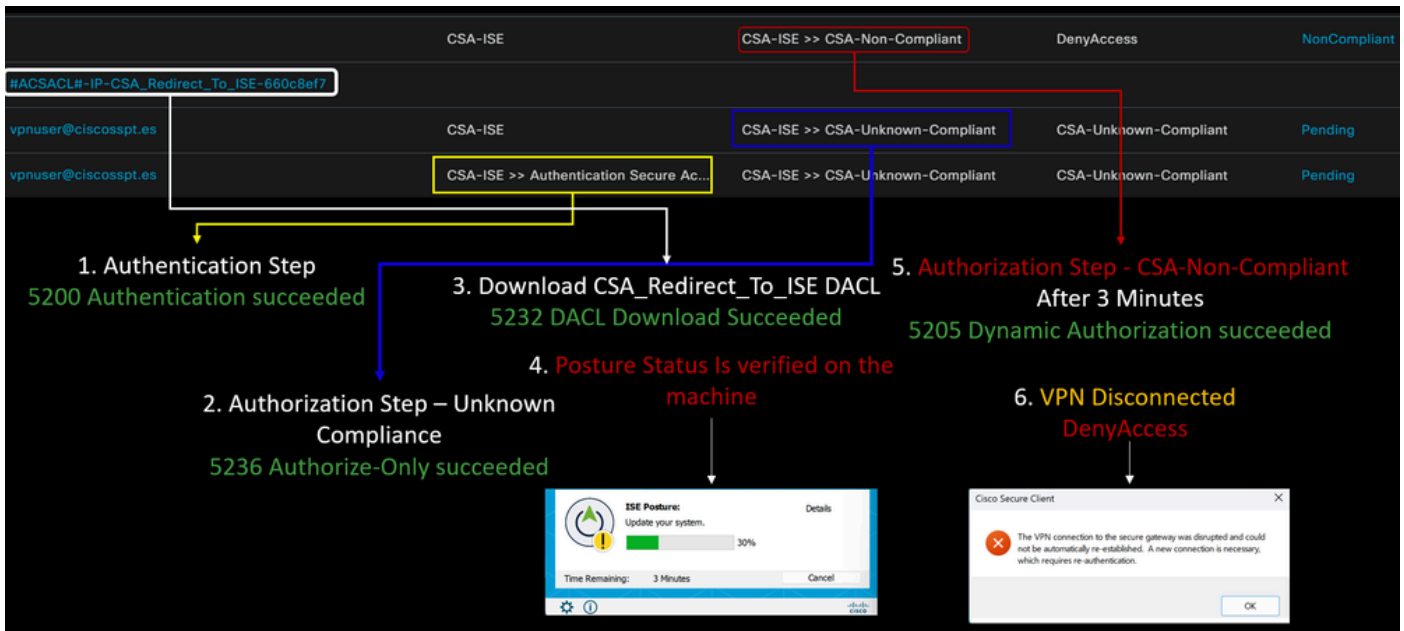 CSA-ISE CSA-ISE >> CSA-Non-Compliant DenyAccess NonCompliant
#ACSACL#-IP-CSA_Redirect_To_ISE-660c8ef7
vpnuser@ciscosspt.es CSA-ISE CSA-ISE >> CSA-Unknown-Compliant CSA-Unknown-Compliant Pending
vpnuser@ciscosspt.es CSA-ISE >> Authentication Secure Ac... CSA-ISE >> CSA-Unknown-Compliant CSA-Unknown-Compliant Pending
1. Authentication Step
5200 Authentication succeeded
2. Authorization Step – Unknown
Compliance
5236 Authorize-Only succeeded
3. Download CSA_Redirect_To_ISE DACL
5232 DACL Download Succeeded
4. Posture Status Is verified on the
machine
ISE Posture:
Details
Update your system.
30%
Time Remaining: 3 Minutes
Cancel
cisco
5. Authorization Step - CSA-Non-Compliant
After 3 Minutes
5205 Dynamic Authorization succeeded
6. VPN Disconnected
DenyAccess
Cisco Secure Client
The VPN connection to the secure gateway was disrupted and could
not be automatically re-established. A new connection is necessary,
which requires re-authentication.
OK